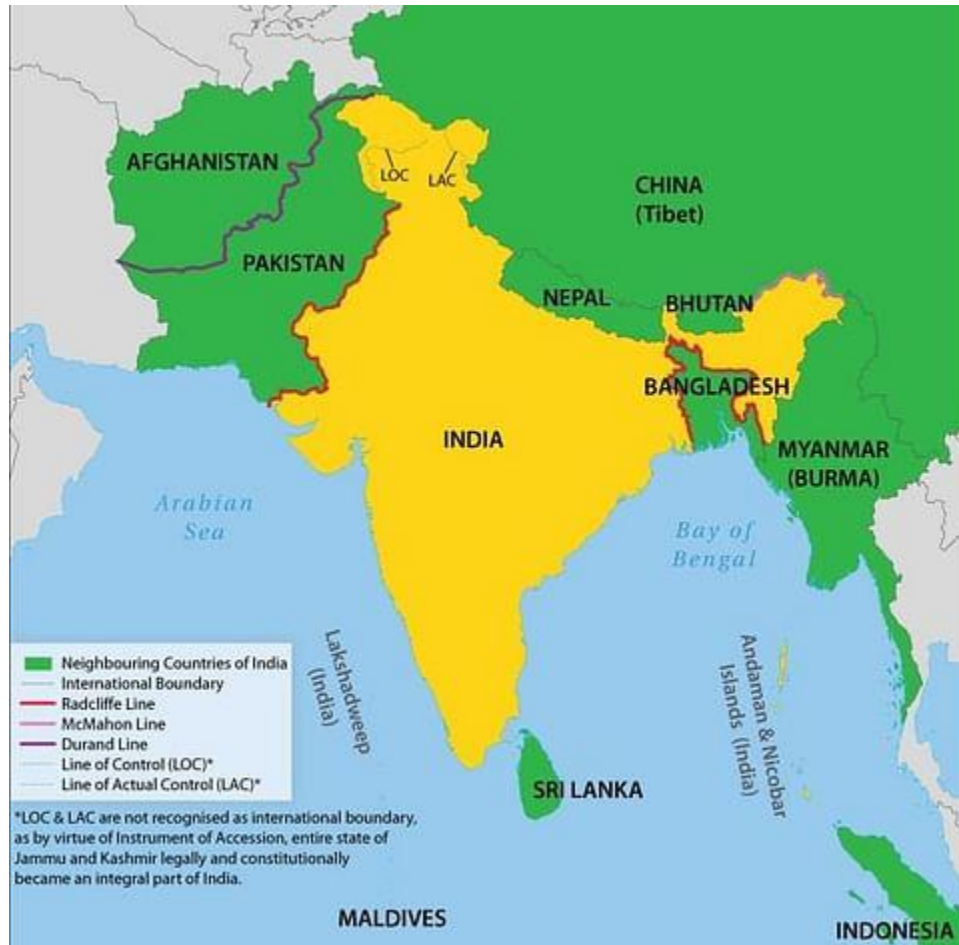 AFGHANISTAN
LOC
LAC
CHINA
(Tibet)
PAKISTAN
NEPAL
BHUTAN
BANGLADESH
INDIA
MYANMAR
(BURMA)
Arabian
Sea
Bay of
Bengal
Lakshadweep
(India)
Andaman & Nicobar
Islands (India)
Neighbouring Countries of India
International Boundary
Radcliffe Line
McMahon Line
Durand Line
Line of Control (LOC)*
Line of Actual Control (LAC)*
SRI LANKA
*LOC & LAC are not recognised as international boundary,
as by virtue of Instrument of Accession, entire state of
Jammu and Kashmir legally and constitutionally
became an integral part of India.
MALDIVES
INDONESIA